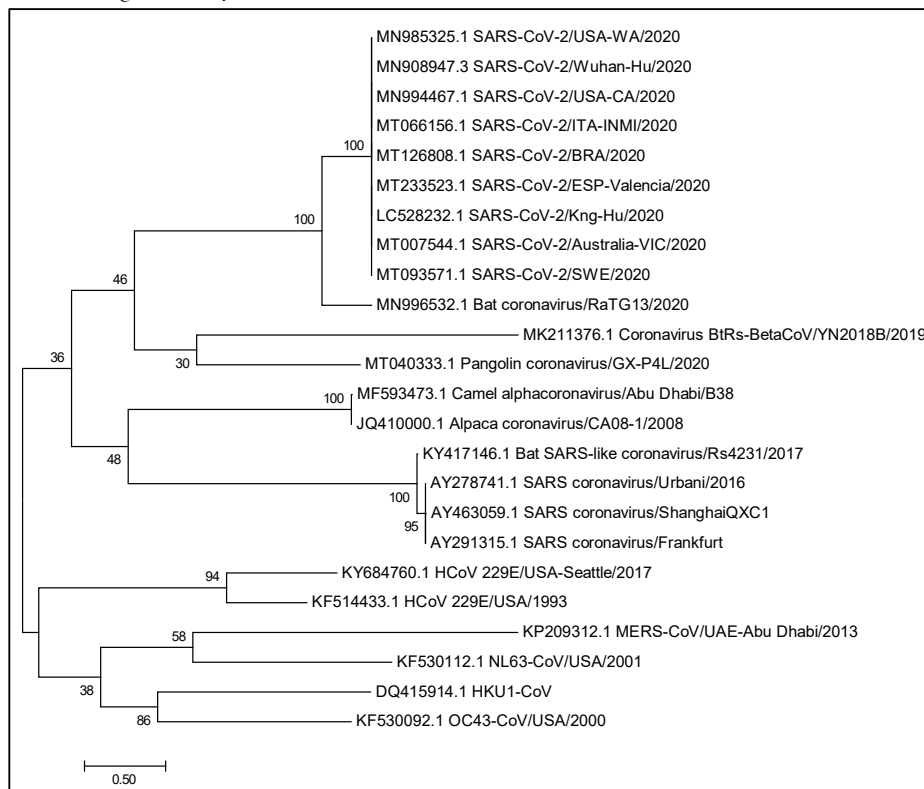 MN985325.1 SARS-CoV-2/USA-WA/2020
MN908947.3 SARS-CoV-2/Wuhan-Hu/2020
MN994467.1 SARS-CoV-2/USA-CA/2020
MT066156.1 SARS-CoV-2/ITA-INMI/2020
100
MT126808.1 SARS-CoV-2/BRA/2020
MT233523.1 SARS-CoV-2/ESP-Valencia/2020
100
LC528232.1 SARS-CoV-2/Kng-Hu/2020
MT007544.1 SARS-CoV-2/Australia-VIC/2020
MT093571.1 SARS-CoV-2/SWE/2020
46
MN996532.1 Bat coronavirus/RaTG13/2020
MK211376.1 Coronavirus BtRs-BetaCoV/YN2018B/2019
36
30
MT040333.1 Pangolin coronavirus/GX-P4L/2020
MF593473.1 Camel alphacoronavirus/Abu Dhabi/B38
100
JQ410000.1 Alpaca coronavirus/CA08-1/2008
48
KY417146.1 Bat SARS-like coronavirus/Rs4231/2017
AY278741.1 SARS coronavirus/Urbani/2016
100
AY463059.1 SARS coronavirus/ShanghaiQXC1
95
AY291315.1 SARS coronavirus/Frankfurt
94
KY684760.1 HCoV 229E/USA-Seattle/2017
KF514433.1 HCoV 229E/USA/1993
58
KP209312.1 MERS-CoV/UAE-Abu Dhabi/2013
KF530112.1 NL63-CoV/USA/2001
38
DQ415914.1 HKU1-CoV
86
KF530092.1 OC43-CoV/USA/2000
0.50